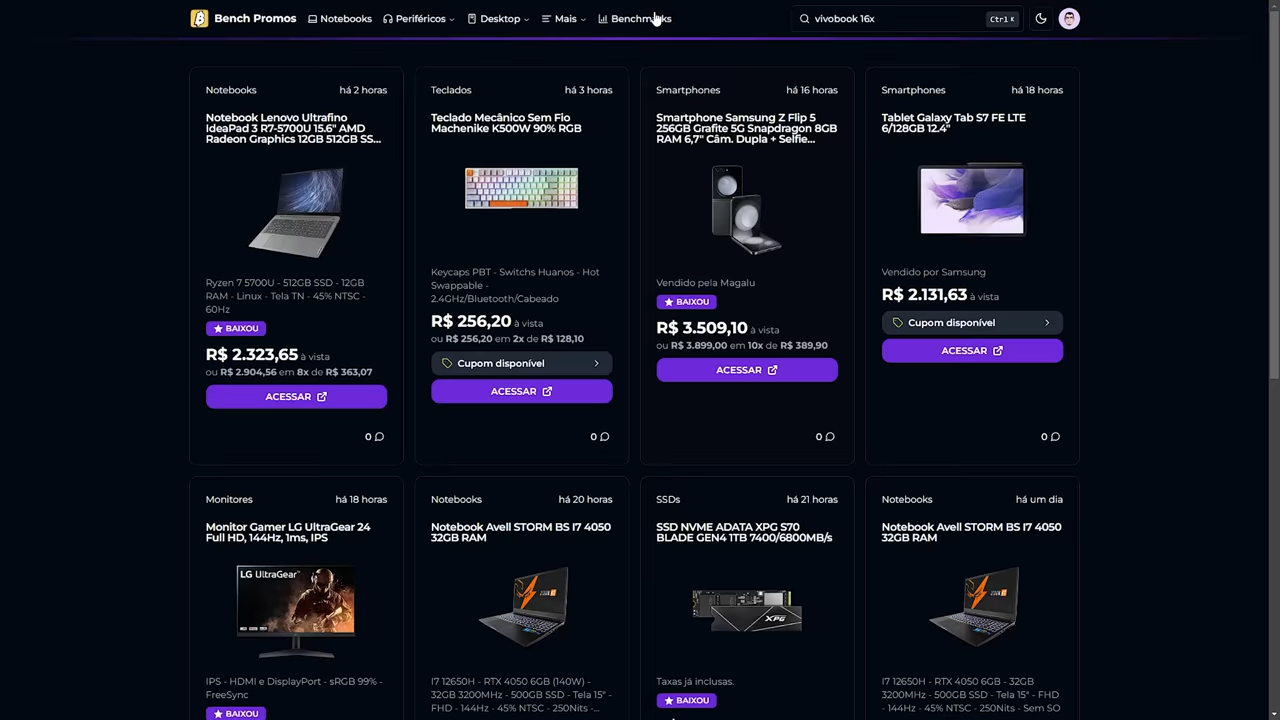 Bench Promos
Notebooks
Periféricos
Desktop
Mais
vivobook 16x
Ctrl K
Notebooks
há 2 horas
Notebook Lenovo Ultrafino
IdeaPad 3 R7-5700U 15.6" AMD
Radeon Graphics 12GB 512GB SS...
Ryzen 7 5700U - 512GB SSD - 12GB
RAM - Linux - Tela TN - 45% NTSC -
60Hz
BAIXOU
R$ 2.323,65 à vista
ou R$ 2.904,56 em 8x de R$ 363,07
ACESSAR
0
Teclados
há 3 horas
Teclado Mecânico Sem Fio
Machenike K500W 90% RGB
Keycaps PBT - Switchs Huanos - Hot
Swappable -
2.4GHz/Bluetooth/Cabeado
R$ 256,20 à vista
ou R$ 256,20 em 2x de R$ 128,10
Cupom disponível
ACESSAR
0
Smartphones
há 16 horas
Smartphone Samsung Z Flip 5
256GB Grafite 5G Snapdragon 8GB
RAM 6,7" Câm. Dupla + Selfie...
Vendido pela Magalu
BAIXOU
R$ 3.509,10 à vista
ou R$ 3.899,00 em 10x de R$ 389,90
ACESSAR
0
Smartphones
há 18 horas
Tablet Galaxy Tab S7 FE LTE
6/128GB 12.4"
Vendido por Samsung
R$ 2.131,63 à vista
Cupom disponível
ACESSAR
0
Monitores
há 18 horas
Monitor Gamer LG UltraGear 24
Full HD, 144Hz, 1ms, IPS
LG UltraGear™
IPS - HDMI e DisplayPort - sRGB 99% -
FreeSync
BAIXOU
Notebooks
há 20 horas
Notebook Avell STORM BS I7 4050
32GB RAM
I7 12650H - RTX 4050 6GB (140W) -
32GB 3200MHz - 500GB SSD - Tela 15" -
FHD - 144Hz - 45% NTSC - 250Nits -...
SSDs
há 21 horas
SSD NVME ADATA XPG S70
BLADE GEN4 1TB 7400/6800MB/s
XPG
Taxas já inclusas.
BAIXOU
Notebooks
há um dia
Notebook Avell STORM BS I7 4050
32GB RAM
I7 12650H - RTX 4050 6GB - 32GB
3200MHz - 500GB SSD - Tela 15" - FHD
- 144Hz - 45% NTSC - 250Nits - Sem SO